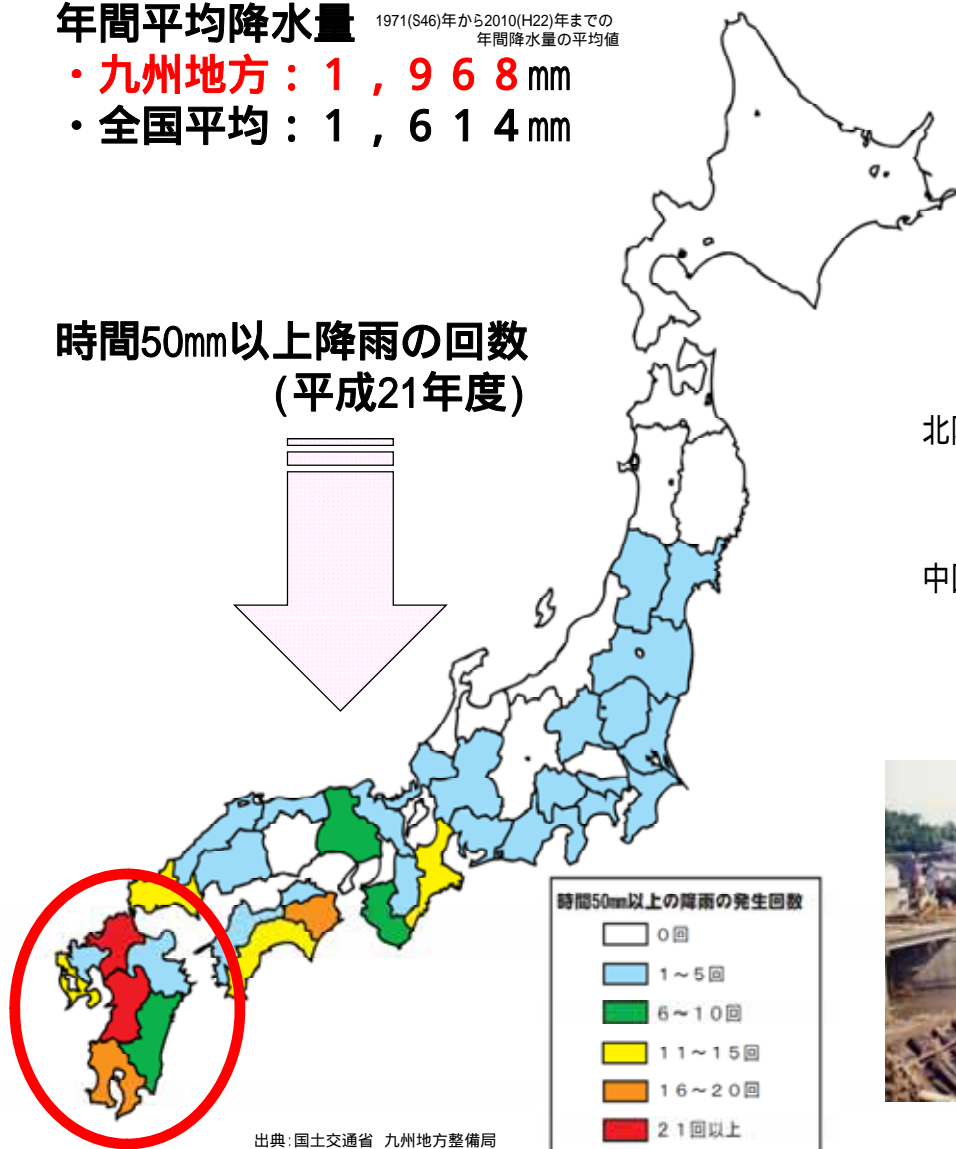 年間平均降水量
1971(S46)年から2010(H22)年までの
年間降水量の平均値
・九州地方：１，９６８㎜
・全国平均：１，６１４㎜
時間50㎜以上降雨の回数
(平成21年度)
北
中
時間50㎜以上の降雨の発生回数
０回
１～５回
６～１０回
１１～１５回
１６～２０回
２１回以上
出典：国土交通省 九州地方整備局